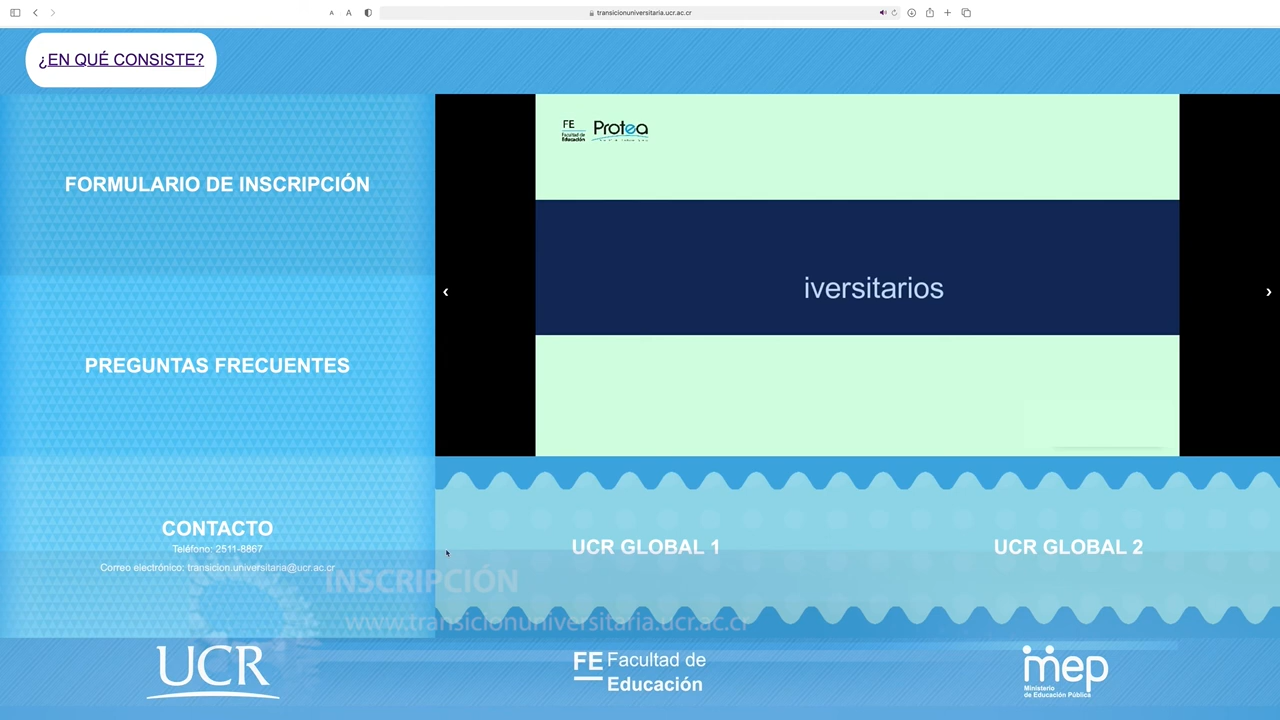 A
A
transicionuniversitaria.ucr.ac.cr
¿EN QUÉ CONSISTE?
FORMULARIO DE INSCRIPCIÓN
FE
Facultad de
Educación
Protea
iversitarios
PREGUNTAS FRECUENTES
CONTACTO
Teléfono: 2511-8867
Correo electrónico: transicion.universitaria@ucr.ac.cr
UCR GLOBAL 1
UCR GLOBAL 2
INSCRIPCIÓN
www.transicionuniversitaria.ucr.ac.cr
UCR
FE Facultad de
Educación
mep
Ministerio
de Educación Pública